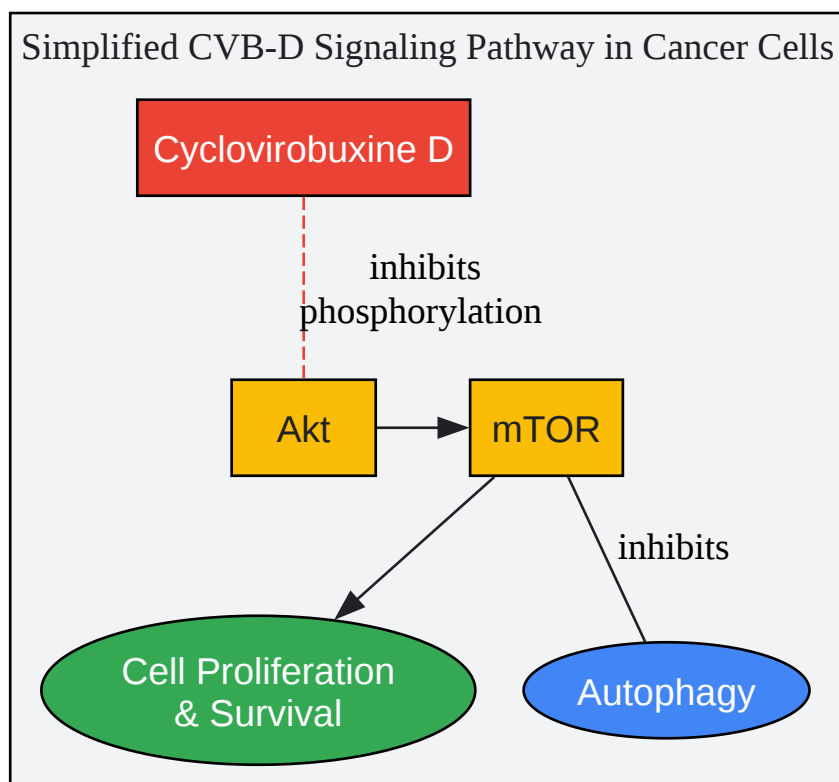 Simplified CVB-D Signaling Pathway in Cancer Cells
Cyclovirobuxine D
inhibits
phosphorylation
Akt
mTOR
inhibits
Cell Proliferation
& Survival
Autophagy